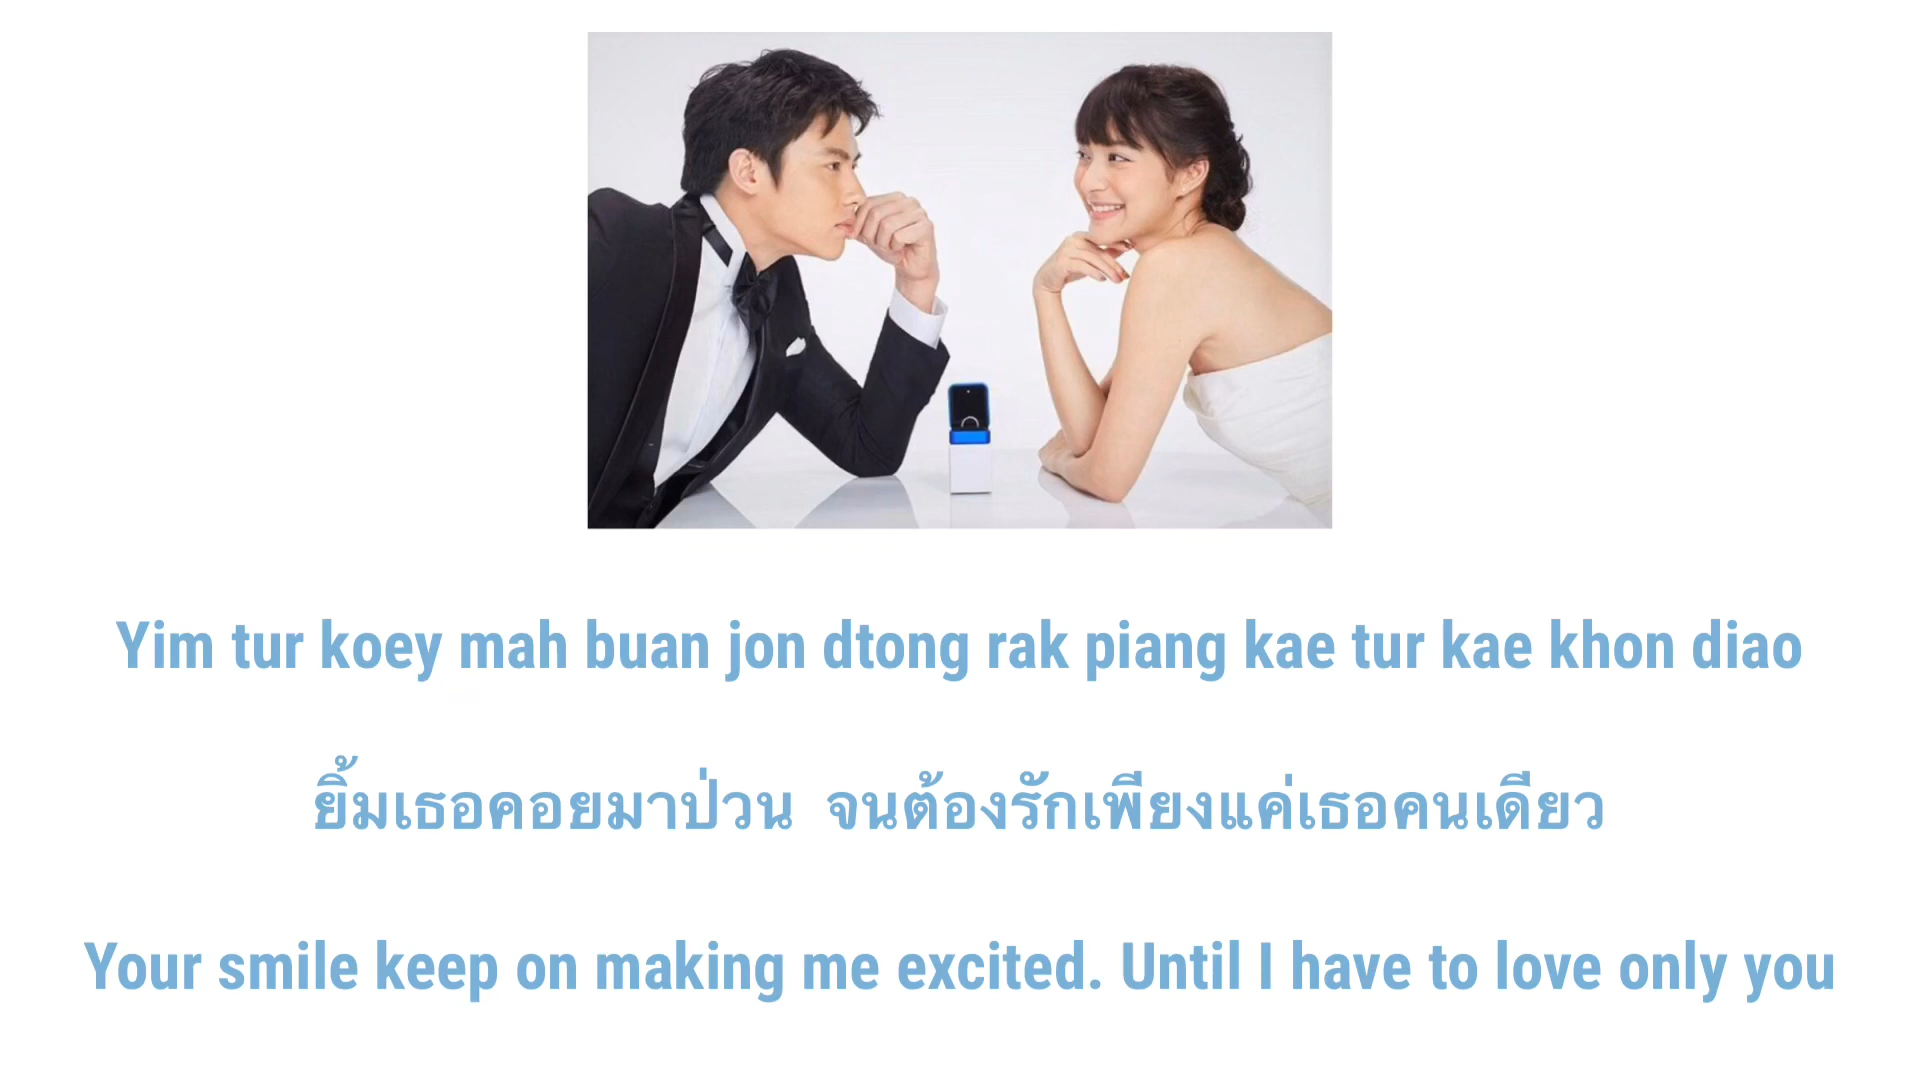 Yim tur koey mah buan jon dtong rak piang kae tur kae khon diao
ยิ้มเธอคอยมาป่วน จนต้องรักเพียงแค่เธอคนเดียว
Your smile keep on making me excited. Until I have to love only you